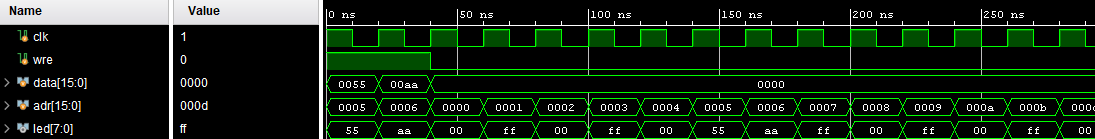 Name Value 0 ns 50 ns 100 ns 150 ns 200 ns 250 ns
clk 1
wre 0
data[15:0] 0000 0055 00aa 0000
adr[15:0] 000d 0005 0006 0000 0001 0002 0003 0004 0005 0006 0007 0008 0009 000a 000b
led[7:0] ff 55 aa 00 ff 00 ff 00 55 aa ff 00 ff 00 ff 00